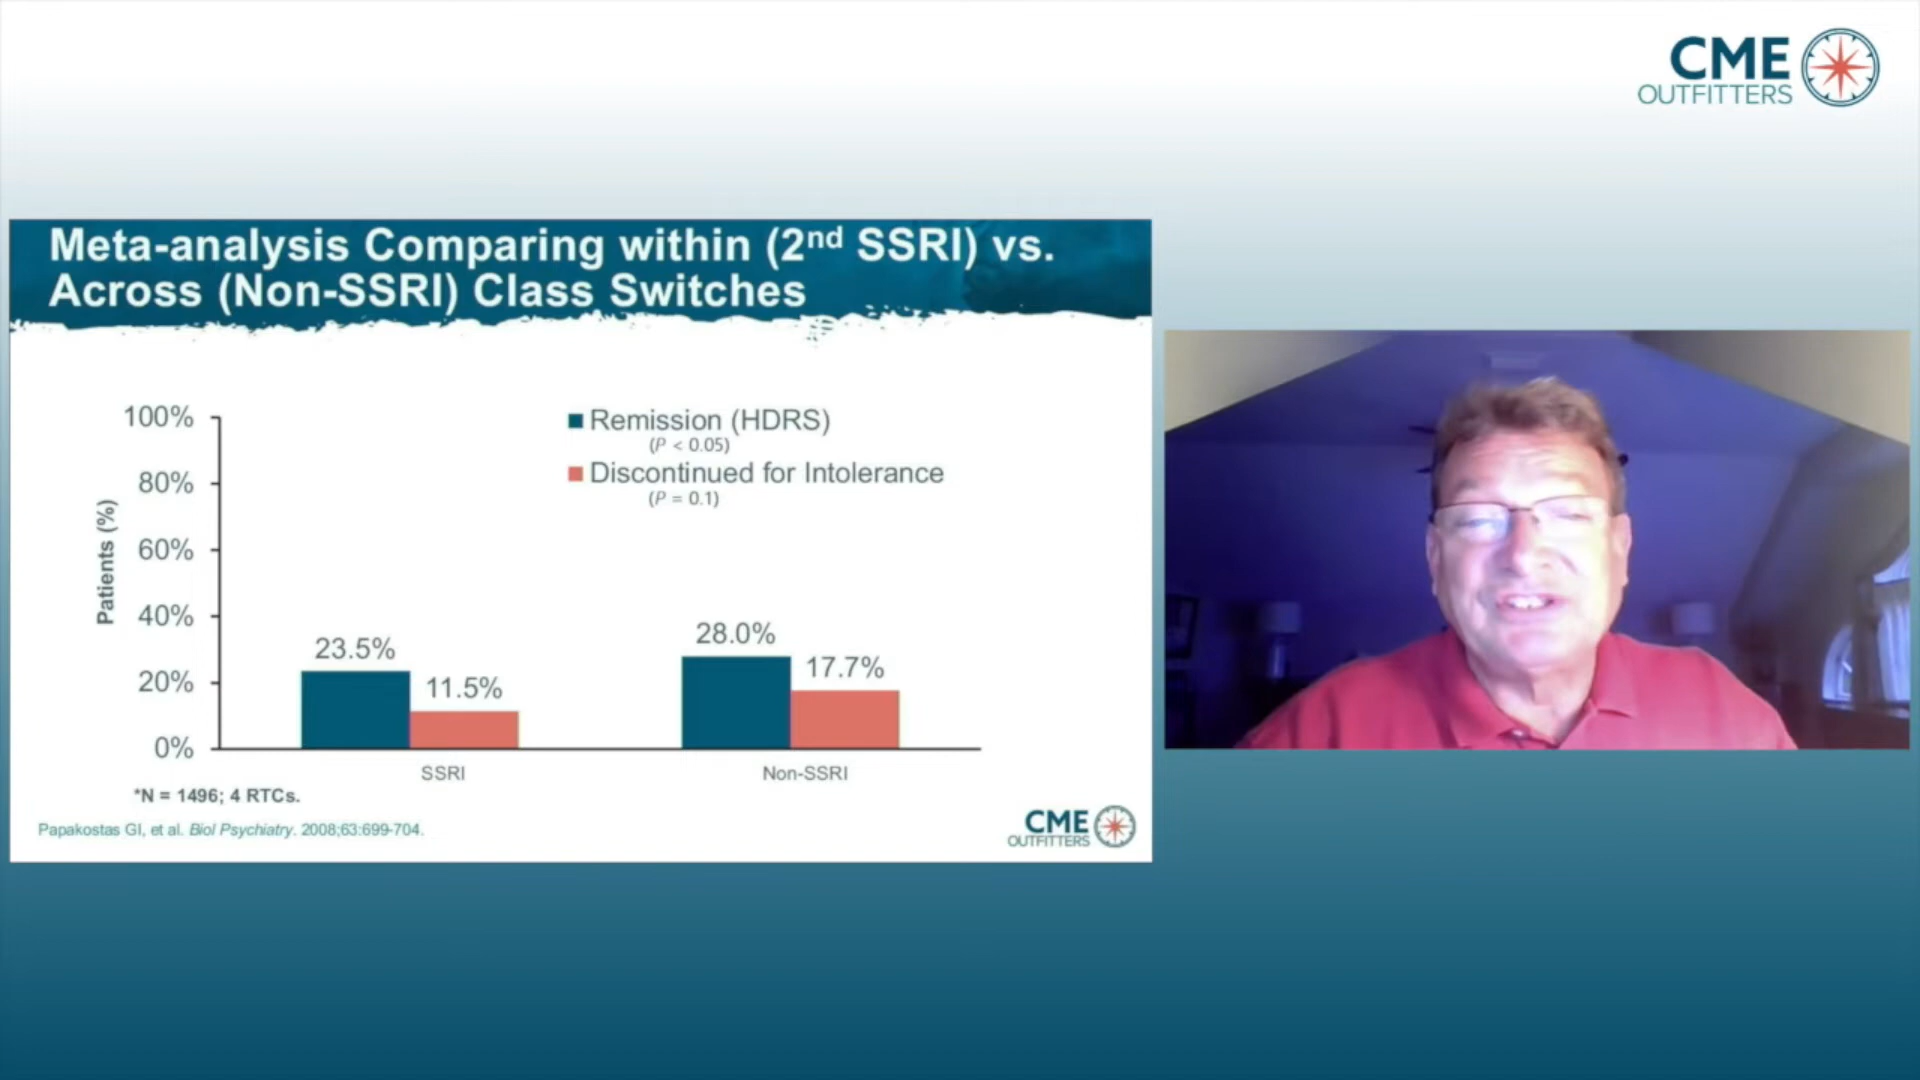 CME
OUTFITTERS
Meta-analysis Comparing within (2nd SSRI) vs.
Across (Non-SSRI) Class Switches
Remission (HDRS)
(P < 0.05)
Discontinued for Intolerance
(P = 0.1)
Patients (%)
100%
80%
60%
40%
20%
0%
23.5%
11.5%
28.0%
17.7%
SSRI
Non-SSRI
*N = 1496; 4 RTCs.
Papakostas GI, et al. Biol Psychiatry. 2008;63:699-704.
CME
OUTFITTERS